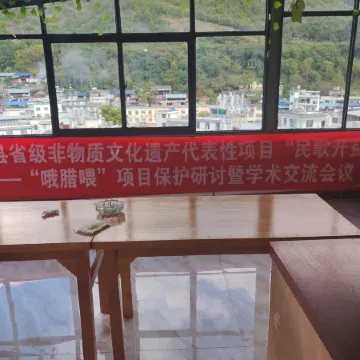 县省级非物质文化遗产代表性项目“民歌开
——“哦腊喂”项目保护研讨暨学术交流会议